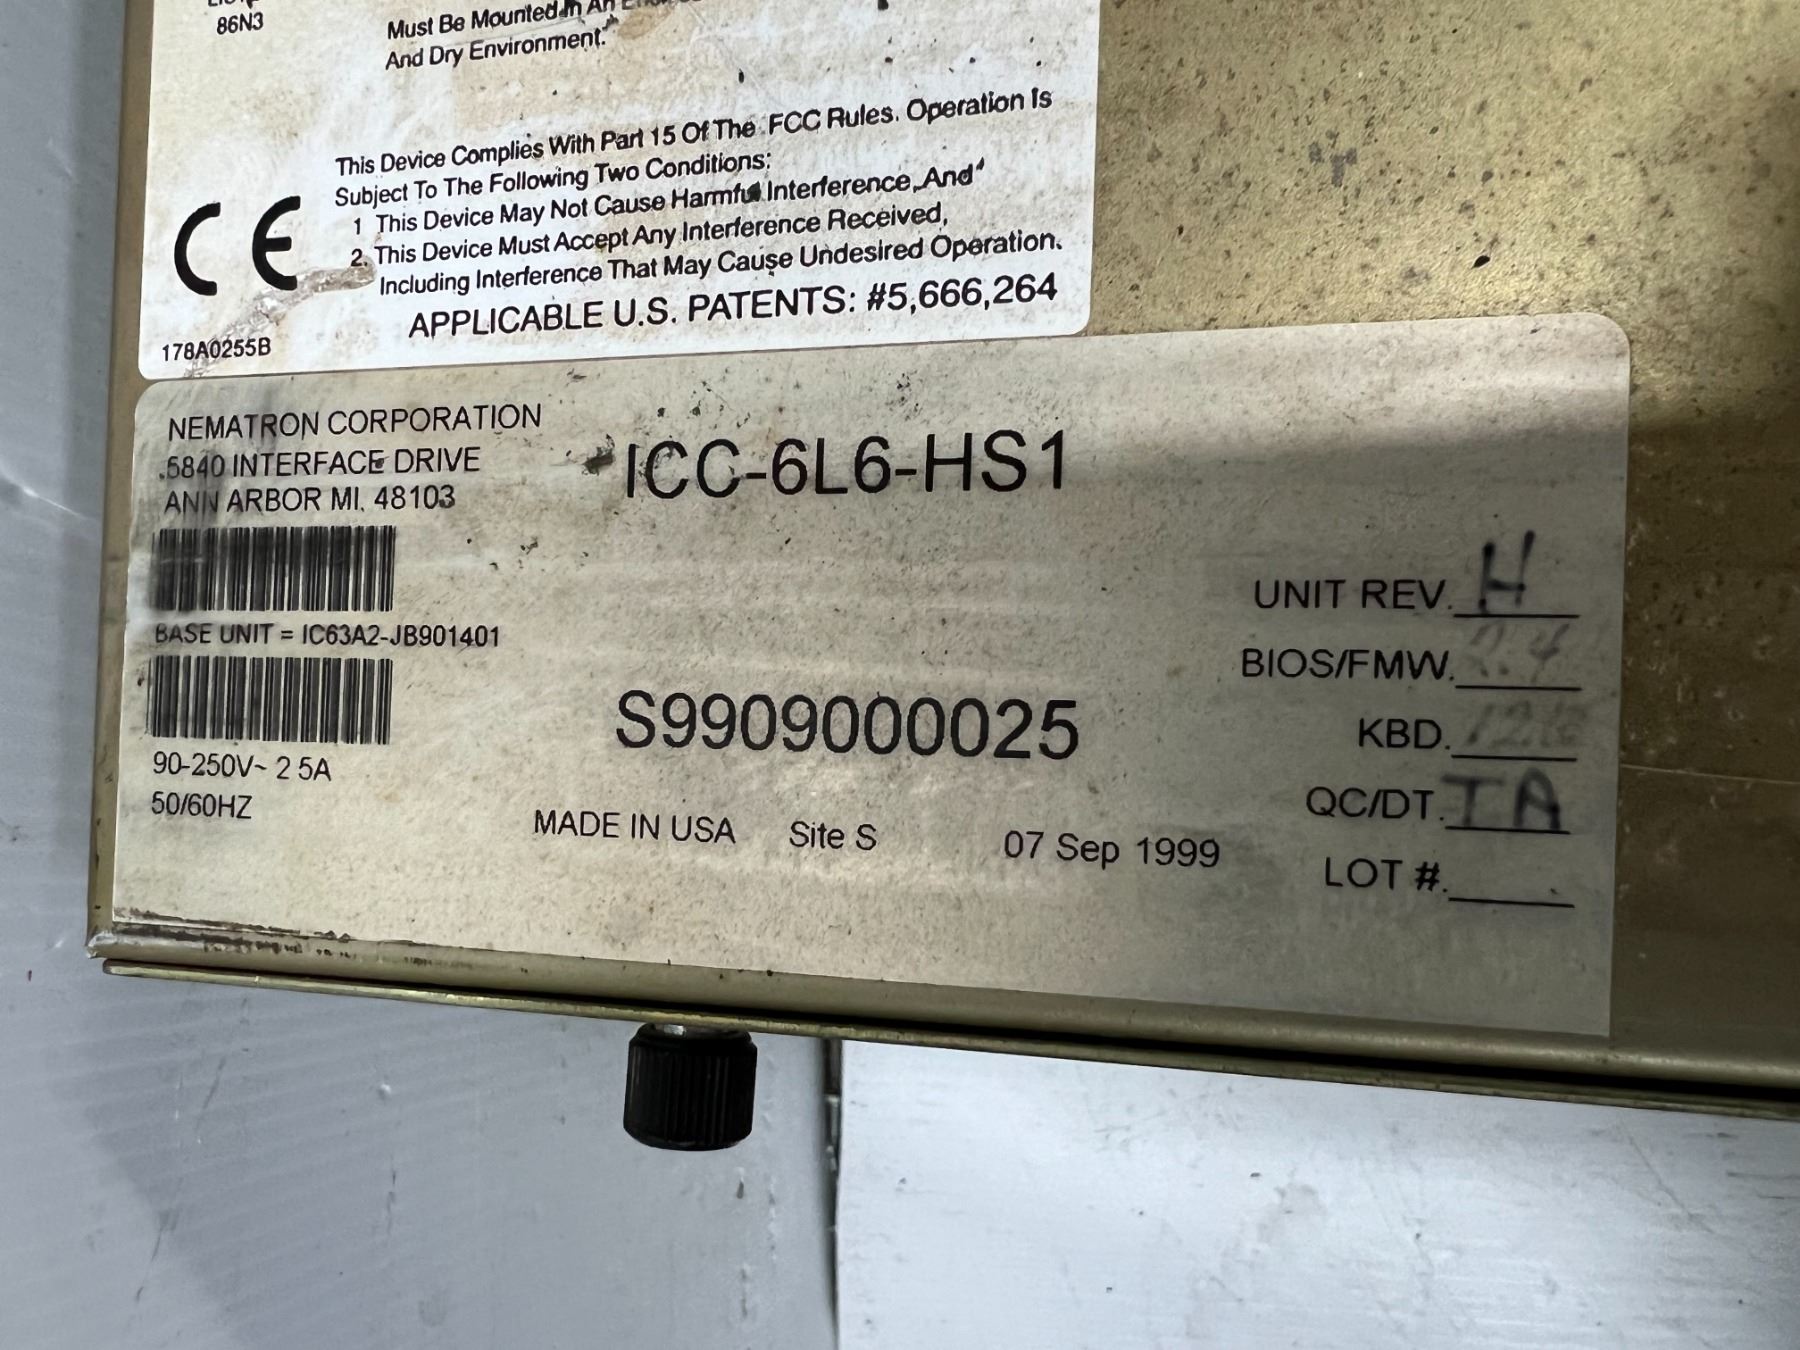 86N3
Must Be Mounted In An
And Dry Environment.
This Device Complies With Part 15 Of The FCC Rules. Operation Is
Subject To The Following Two Conditions:
1 This Device May Not Cause Harmful Interference, And
2. This Device Must Accept Any Interference Received,
Including Interference That May Cause Undesired Operation.
CE
APPLICABLE U.S. PATENTS: #5,666,264
178A0255B
NEMATRON CORPORATION
5840 INTERFACE DRIVE
ANN ARBOR MI. 48103
ICC-6L6-HS1
BASE UNIT = IC63A2-JB901401
S9909000025
90-250V~ 2 5A
50/60HZ
MADE IN USA Site S 07 Sep 1999
UNIT REV. H
BIOS/FMW.
KBD.
QC/DT. IA
LOT #.